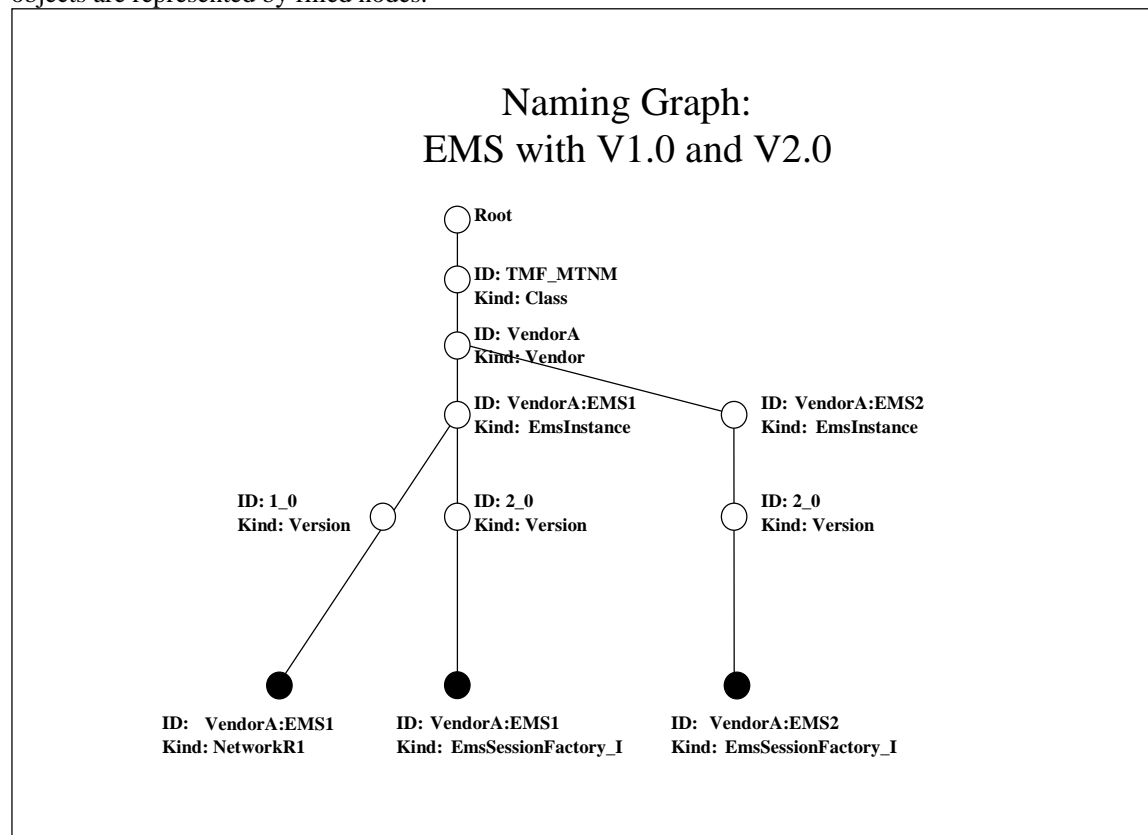 objects are represented by filled nodes.
Naming Graph:
EMS with V1.0 and V2.0
Root
ID: TMF_MTNM
Kind: Class
ID: VendorA
Kind: Vendor
ID: VendorA:EMS1
Kind: EmsInstance
ID: VendorA:EMS2
Kind: EmsInstance
ID: 1_0
Kind: Version
ID: 2_0
Kind: Version
ID: 2_0
Kind: Version
ID: VendorA:EMS1
Kind: NetworkR1
ID: VendorA:EMS1
Kind: EmsSessionFactory_I
ID: VendorA:EMS2
Kind: EmsSessionFactory_I